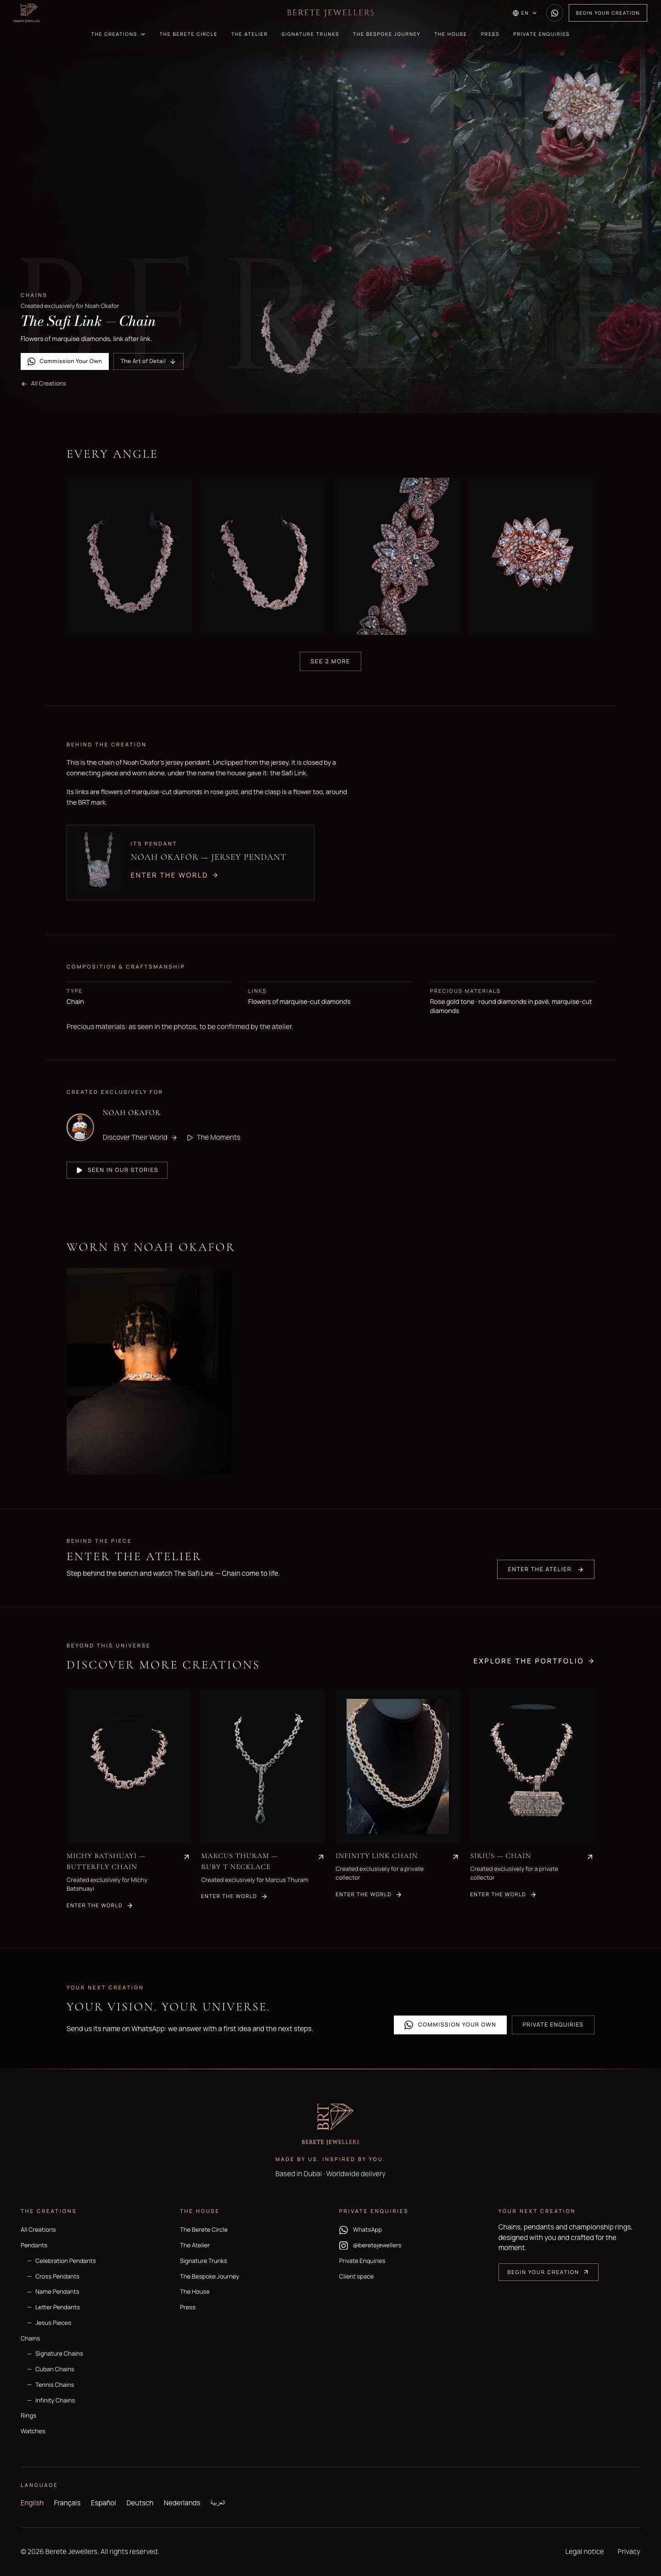 BERETE JEWELLERS
BERETE JEWELLERS
EN
BEGIN YOUR CREATION
THE CREATIONS
THE BERETE CIRCLE
THE ATELIER
SIGNATURE TRUNKS
THE BESPOKE JOURNEY
THE HOUSE
PRESS
PRIVATE ENQUIRIES
CHAINS
Created exclusively for Noah Okafor
The Safi Link — Chain
Flowers of marquise diamonds, link after link.
Commission Your Own
The Art of Detail
All Creations
EVERY ANGLE
SEE 2 MORE
BEHIND THE CREATION
This is the chain of Noah Okafor's jersey pendant. Unclipped from the jersey, it is closed by a
connecting piece and worn alone, under the name the house gave it: the Safi Link.
Its links are flowers of marquise-cut diamonds in rose gold, and the clasp is a flower too, around
the BRT mark.
ITS PENDANT
NOAH OKAFOR — JERSEY PENDANT
ENTER THE WORLD
COMPOSITION & CRAFTSMANSHIP
TYPE
Chain
LINKS
Flowers of marquise-cut diamonds
PRECIOUS MATERIALS
Rose gold tone · round diamonds in pavé, marquise-cut
diamonds
Precious materials: as seen in the photos, to be confirmed by the atelier.
CREATED EXCLUSIVELY FOR
NOAH OKAFOR
Discover Their World
The Moments
SEEN IN OUR STORIES
WORN BY NOAH OKAFOR
BEHIND THE PIECE
ENTER THE ATELIER
Step behind the bench and watch The Safi Link — Chain come to life.
ENTER THE ATELIER
BEYOND THIS UNIVERSE
DISCOVER MORE CREATIONS
EXPLORE THE PORTFOLIO
MICHY BATSHUAYI —
BUTTERFLY CHAIN
Created exclusively for Michy
Batshuayi
ENTER THE WORLD
MARCUS THURAM —
RUBY T NECKLACE
Created exclusively for Marcus Thuram
ENTER THE WORLD
INFINITY LINK CHAIN
Created exclusively for a private
collector
ENTER THE WORLD
SIRIUS — CHAIN
Created exclusively for a private
collector
ENTER THE WORLD
YOUR NEXT CREATION
YOUR VISION. YOUR UNIVERSE.
Send us its name on WhatsApp: we answer with a first idea and the next steps.
COMMISSION YOUR OWN
PRIVATE ENQUIRIES
BRT
BERETE JEWELLERS
MADE BY US. INSPIRED BY YOU.
Based in Dubai · Worldwide delivery
THE CREATIONS
All Creations
Pendants
— Celebration Pendants
— Cross Pendants
— Name Pendants
— Letter Pendants
— Jesus Pieces
Chains
— Signature Chains
— Cuban Chains
— Tennis Chains
— Infinity Chains
Rings
Watches
THE HOUSE
The Berete Circle
The Atelier
Signature Trunks
The Bespoke Journey
The House
Press
PRIVATE ENQUIRIES
WhatsApp
@beretejewellers
Private Enquiries
Client space
YOUR NEXT CREATION
Chains, pendants and championship rings,
designed with you and crafted for the
moment.
BEGIN YOUR CREATION
LANGUAGE
English
Français
Español
Deutsch
Nederlands
العربية
© 2026 Berete Jewellers. All rights reserved.
Legal notice
Privacy